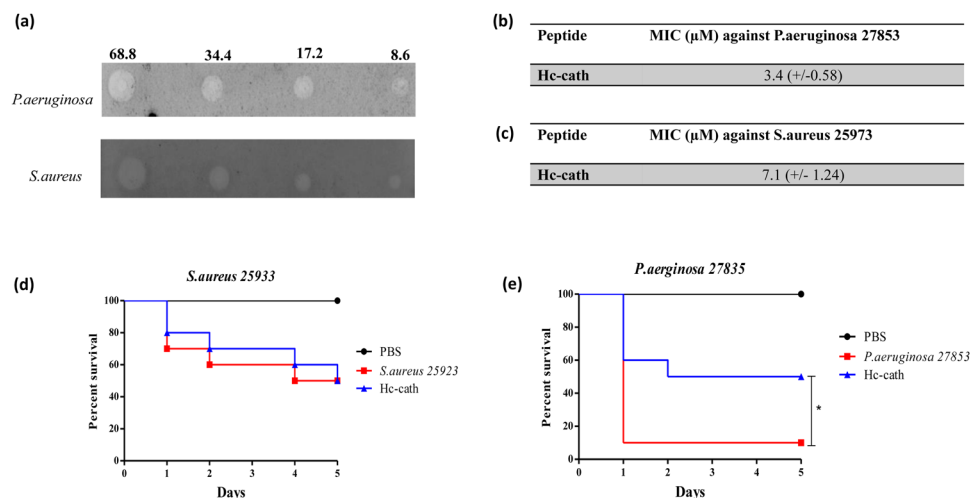 (a)
68.8 34.4 17.2 8.6
P.aeruginosa
S.aureus
(b)
Peptide MIC (µM) against P.aeruginosa 27853
Hc-cath 3.4 (+/-0.58)
(c)
Peptide MIC (µM) against S.aureus 25973
Hc-cath 7.1 (+/- 1.24)
(d)
S.aureus 25933
Percent survival
100
80
60
40
20
0
0 1 2 3 4 5
Days
PBS
S.aureus 25923
Hc-cath
(e)
P.aerginosa 27835
Percent survival
100
80
60
40
20
0
0 1 2 3 4 5
Days
PBS
P.aeruginosa 27853
Hc-cath
*